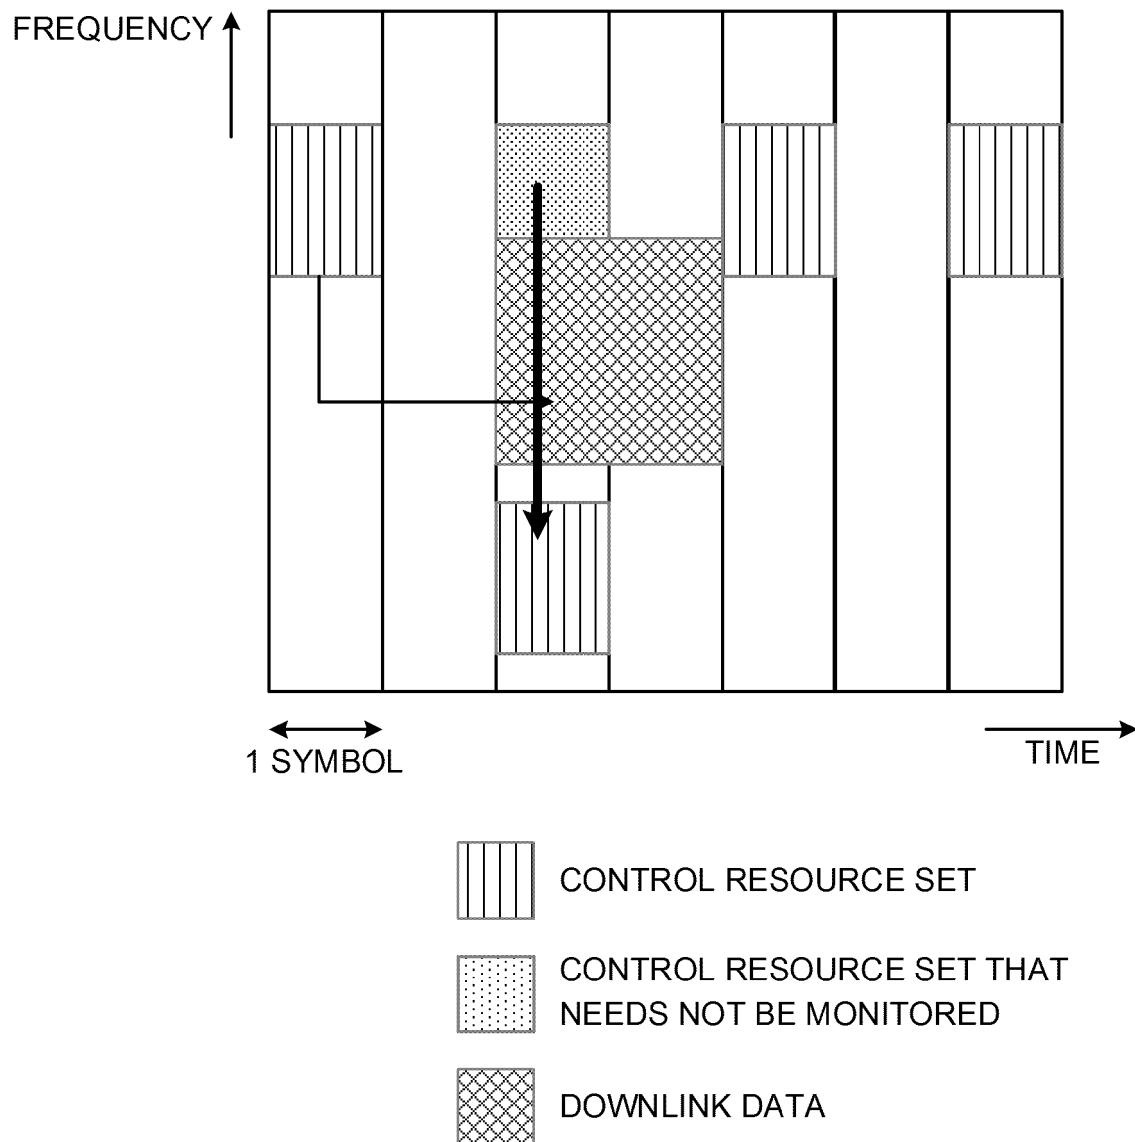 FREQUENCY
1 SYMBOL
TIME
CONTROL RESOURCE SET
CONTROL RESOURCE SET THAT
NEEDS NOT BE MONITORED
DOWNLINK DATA